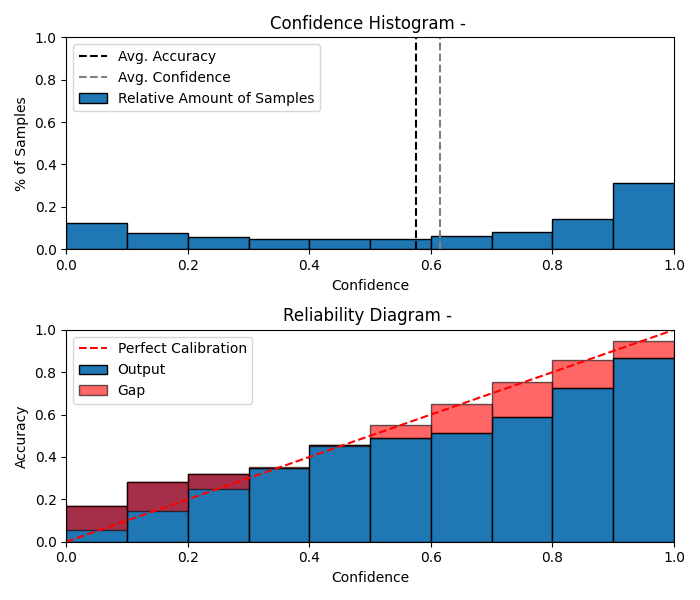 Confidence Histogram -
1.0
0.8
0.6
0.4
0.2
0.0
% of Samples
Avg. Accuracy
Avg. Confidence
Relative Amount of Samples
0.0 0.2 0.4 0.6 0.8 1.0
Confidence
Reliability Diagram -
1.0
0.8
0.6
0.4
0.2
0.0
Accuracy
Perfect Calibration
Output
Gap
0.0 0.2 0.4 0.6 0.8 1.0
Confidence